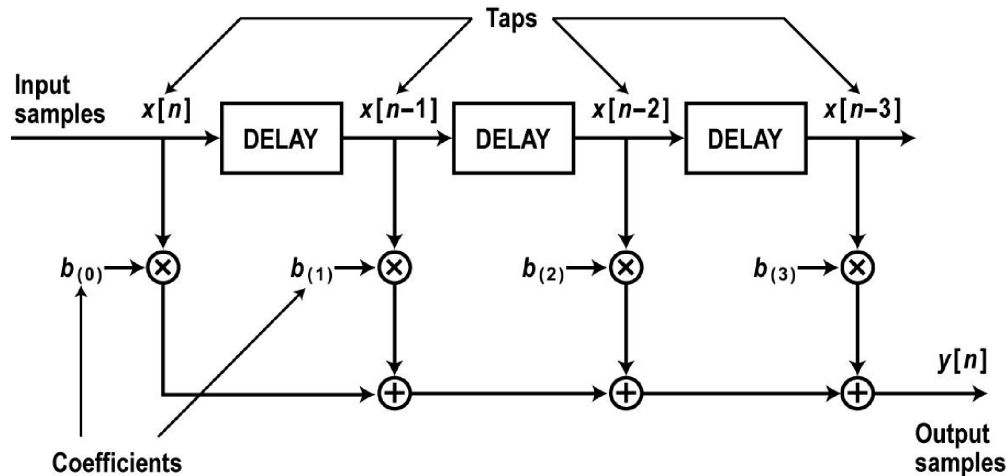 Taps
Input
samples
x[n]
x[n–1]
x[n–2]
x[n–3]
DELAY
DELAY
DELAY
b(0)
b(1)
b(2)
b(3)
y[n]
Coefficients
Output
samples